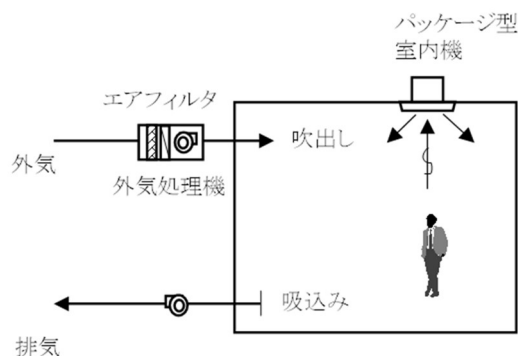 パッケージ型
室内機
エアフィルタ
吹出し
外気
外気処理機
吸込み
排気